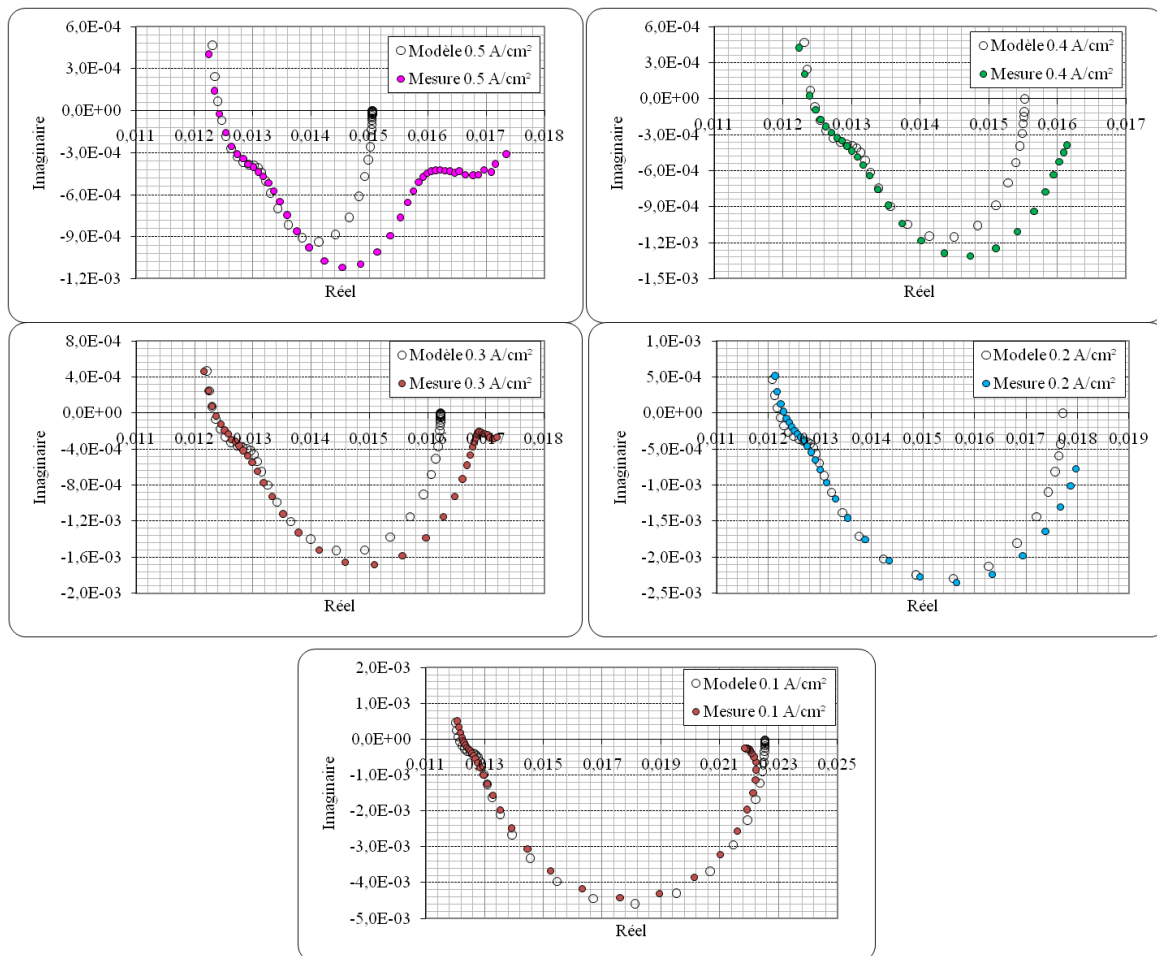 6,0E-04
3,0E-04
0,0E+00
-3,0E-04
-6,0E-04
-9,0E-04
-1,2E-03
0,011 0,012 0,013 0,014 0,015 0,016 0,017 0,018
Imaginaire
Réel
Modèle 0.5 A/cm²
Mesure 0.5 A/cm²
6,0E-04
3,0E-04
0,0E+00
-3,0E-04
-6,0E-04
-9,0E-04
-1,2E-03
-1,5E-03
0,011 0,012 0,013 0,014 0,015 0,016 0,017
Imaginaire
Réel
Modèle 0.4 A/cm²
Mesure 0.4 A/cm²
8,0E-04
4,0E-04
0,0E+00
-4,0E-04
-8,0E-04
-1,2E-03
-1,6E-03
-2,0E-03
0,011 0,012 0,013 0,014 0,015 0,016 0,017 0,018
Imaginaire
Réel
Modèle 0.3 A/cm²
Mesure 0.3 A/cm²
1,0E-03
5,0E-04
0,0E+00
-5,0E-04
-1,0E-03
-1,5E-03
-2,0E-03
-2,5E-03
0,011 0,012 0,013 0,014 0,015 0,016 0,017 0,018 0,019
Imaginaire
Réel
Modele 0.2 A/cm²
Mesure 0.2 A/cm²
2,0E-03
1,0E-03
0,0E+00
-1,0E-03
-2,0E-03
-3,0E-03
-4,0E-03
-5,0E-03
0,011 0,013 0,015 0,017 0,019 0,021 0,023 0,025
Imaginaire
Réel
Modele 0.1 A/cm²
Mesure 0.1 A/cm²